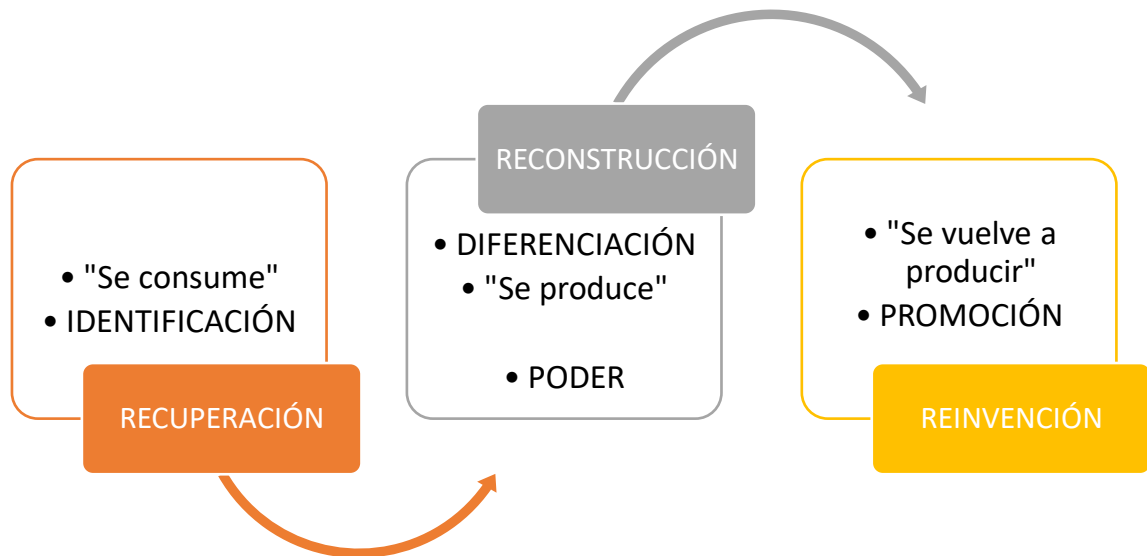 • "Se consume"
• IDENTIFICACIÓN
RECUPERACIÓN
RECONSTRUCCIÓN
• DIFERENCIACIÓN
• "Se produce"
• PODER
• "Se vuelve a
producir"
• PROMOCIÓN
REINVENCIÓN